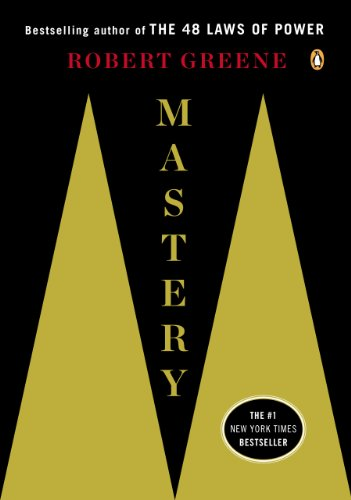 Bestselling author of THE 48 LAWS OF POWER
ROBERT GREENE
MASTERY
THE #1
NEW YORK TIMES
BESTSELLER